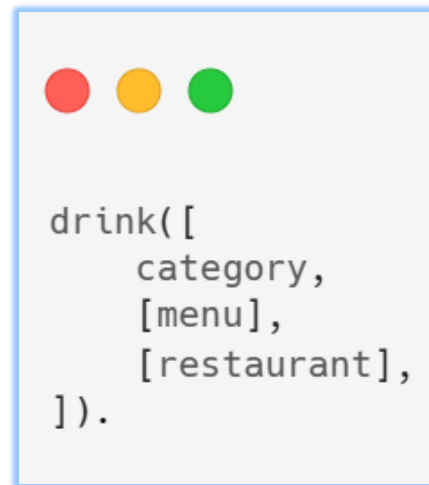 drink([
    category,
    [menu],
    [restaurant],
]).